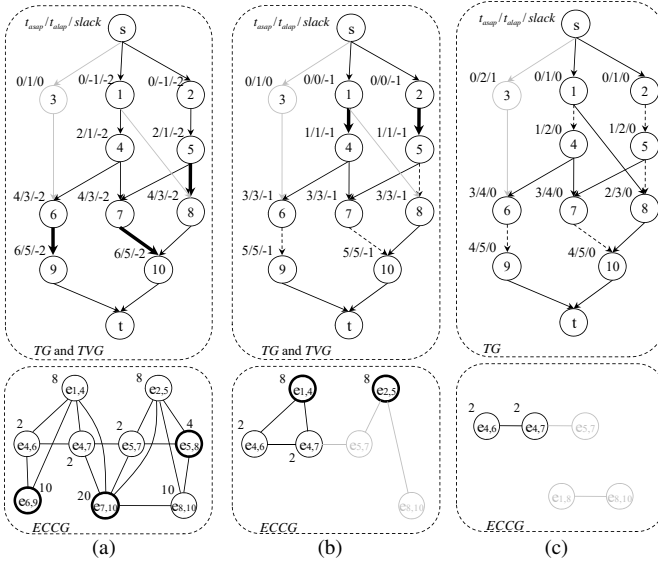 t_asap / t_alap / slack
s
0/1/0
0/-1/-2
0/-1/-2
3
1
2
2/1/-2
2/1/-2
4
5
4/3/-2
4/3/-2
4/3/-2
6
7
8
6/5/-2
6/5/-2
9
10
t
TG and TVG
8
8
e1,4
e2,5
2
2
4
e4,6
e4,7
e5,7
e5,8
2
10
20
10
e6,9
e7,10
e8,10
ECCG
(a)
t_asap / t_alap / slack
s
0/1/0
0/0/-1
0/0/-1
3
1
2
1/1/-1
1/1/-1
4
5
3/3/-1
3/3/-1
3/3/-1
6
7
8
5/5/-1
5/5/-1
9
10
t
TG and TVG
8
8
e1,4
e2,5
2
e4,6
e4,7
e5,7
2
e8,10
ECCG
(b)
t_asap / t_alap / slack
s
0/2/1
0/1/0
0/1/0
3
1
2
1/2/0
1/2/0
4
5
3/4/0
3/4/0
2/3/0
6
7
8
4/5/0
4/5/0
9
10
t
TG
2
2
e4,6
e4,7
e5,7
e1,8
e8,10
ECCG
(c)